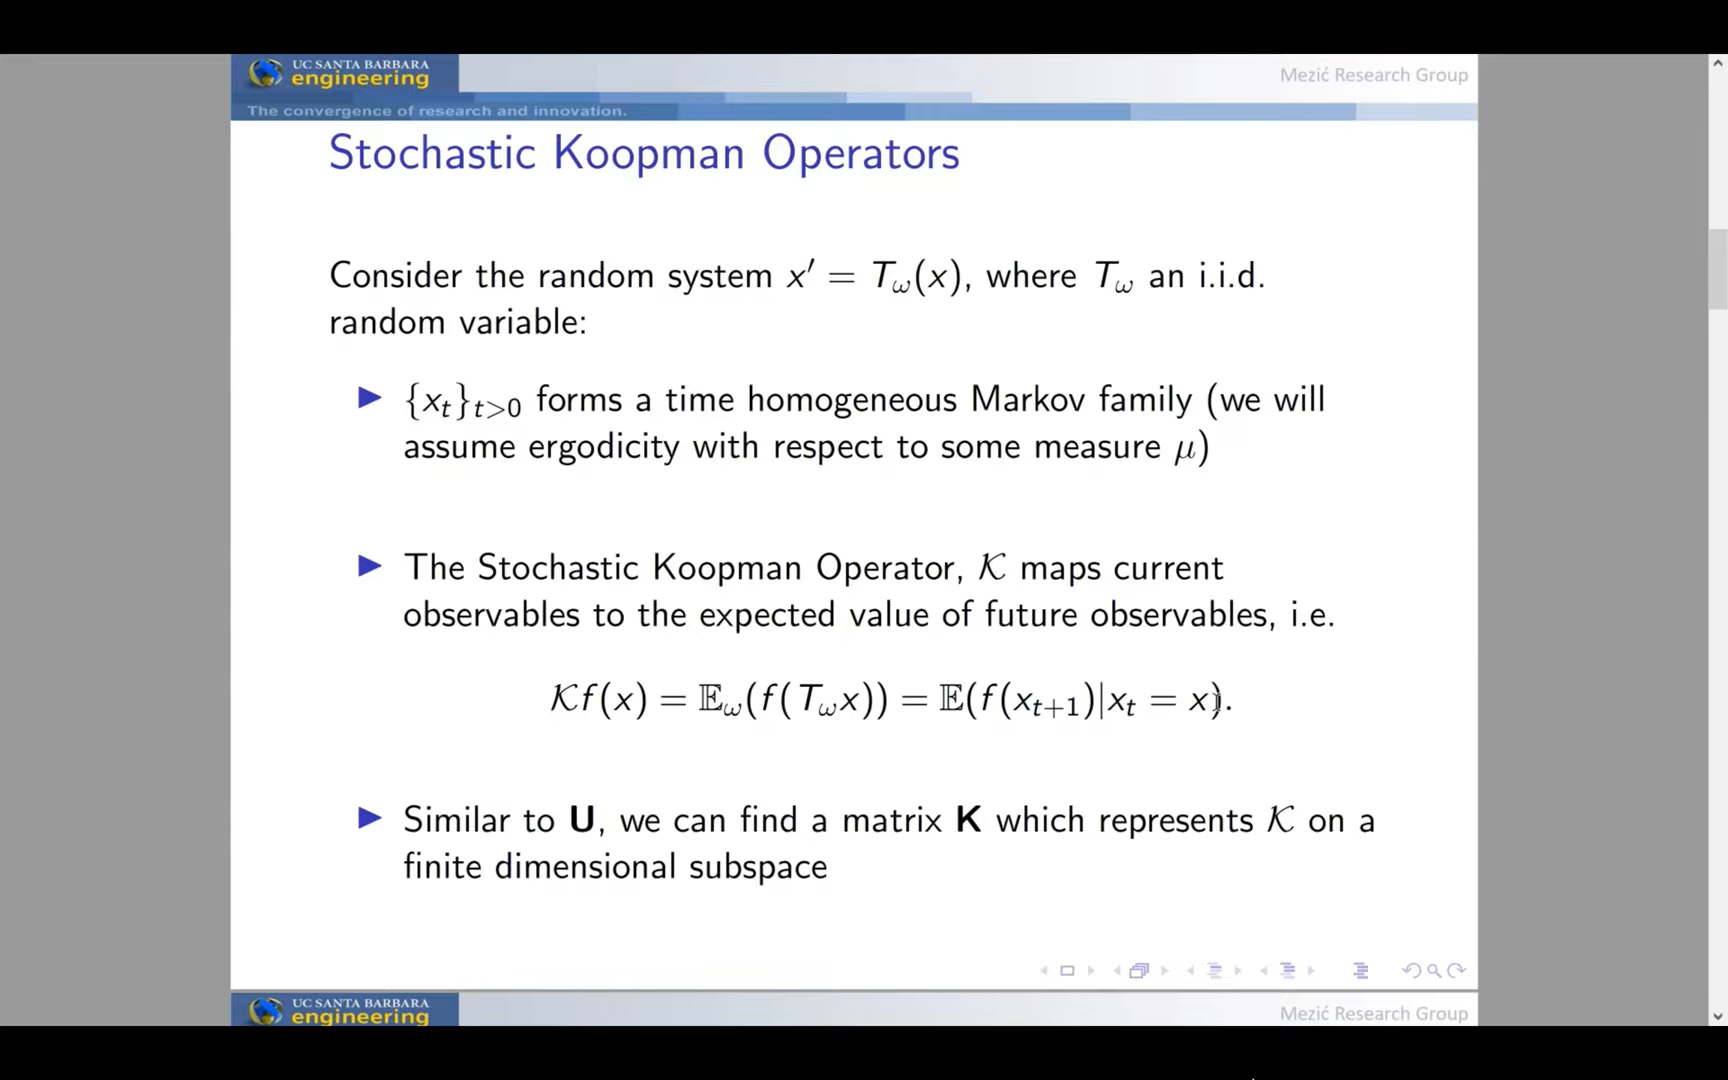 UC SANTA BARBARA
engineering
Mezić Research Group
The convergence of research and innovation.
Stochastic Koopman Operators
Consider the random system x′ = T_ω(x), where T_ω an i.i.d.
random variable:
▶ {x_t}_{t>0} forms a time homogeneous Markov family (we will
assume ergodicity with respect to some measure μ)
▶ The Stochastic Koopman Operator, 𝒦 maps current
observables to the expected value of future observables, i.e.
𝒦f(x) = 𝔼_ω(f(T_ωx)) = 𝔼(f(x_{t+1})|x_t = x).
▶ Similar to U, we can find a matrix K which represents 𝒦 on a
finite dimensional subspace
UC SANTA BARBARA
engineering
Mezić Research Group